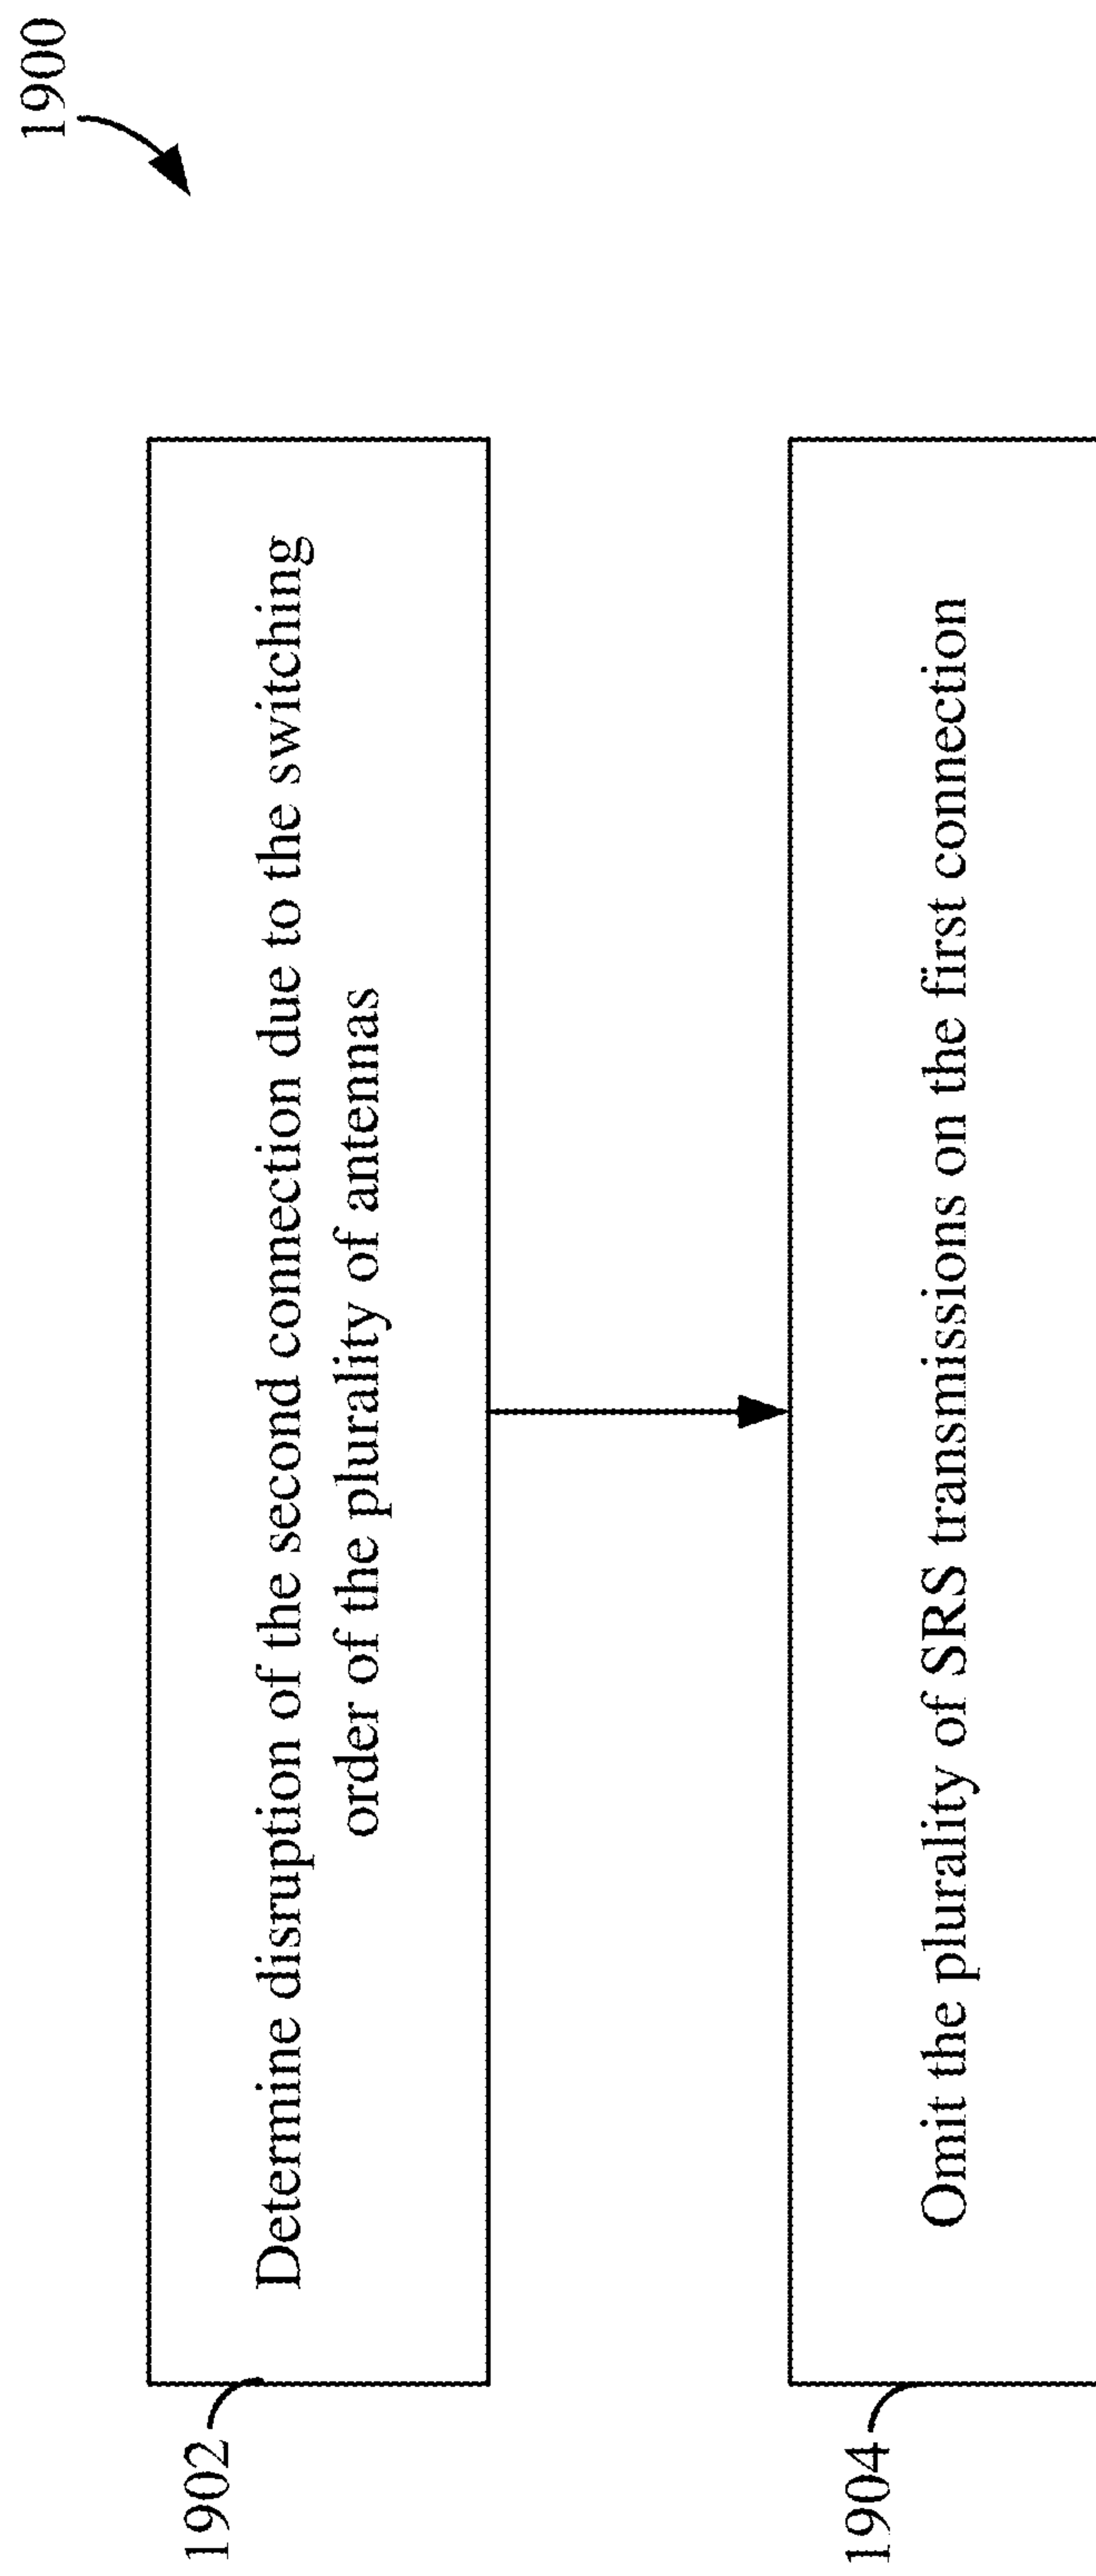 1900
1902
Determine disruption of the second connection due to the switching
order of the plurality of antennas
1904
Omit the plurality of SRS transmissions on the first connection